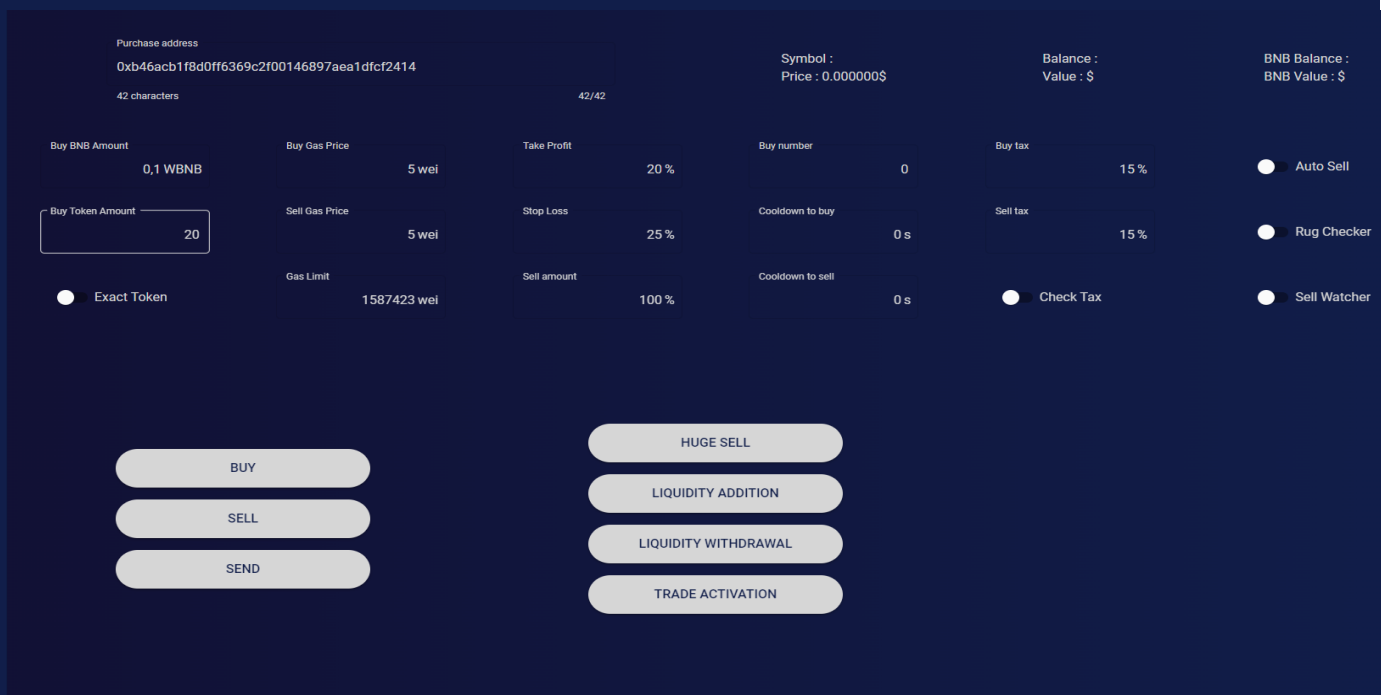 Purchase address
0xb46acb1f8d0ff6369c2f00146897aea1dfcf2414
42 characters 42/42
Symbol :
Price : 0.000000$
Balance :
Value : $
BNB Balance :
BNB Value : $
Buy BNB Amount
0,1 WBNB
Buy Gas Price
5 wei
Take Profit
20 %
Buy number
0
Buy tax
15 %
Auto Sell
Buy Token Amount
20
Sell Gas Price
5 wei
Stop Loss
25 %
Cooldown to buy
0 s
Sell tax
15 %
Rug Checker
Exact Token
Gas Limit
1587423 wei
Sell amount
100 %
Cooldown to sell
0 s
Check Tax
Sell Watcher
BUY
SELL
SEND
HUGE SELL
LIQUIDITY ADDITION
LIQUIDITY WITHDRAWAL
TRADE ACTIVATION